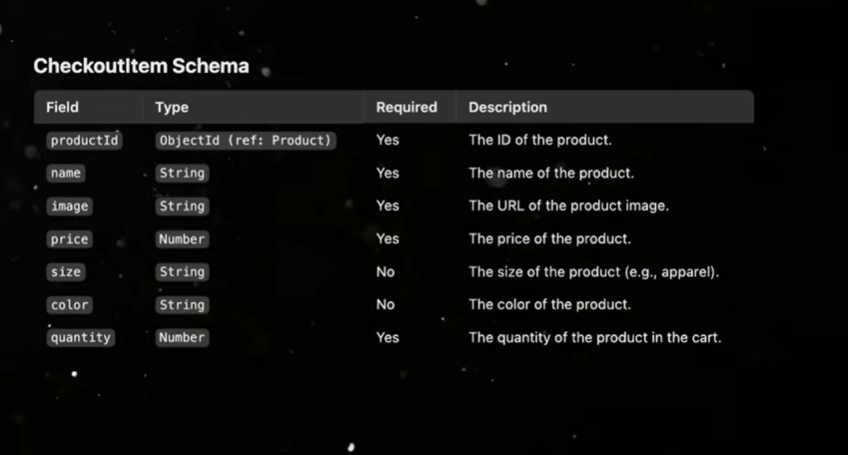 CheckoutItem Schema
Field Type Required Description
productId ObjectId (ref: Product) Yes The ID of the product.
name String Yes The name of the product.
image String Yes The URL of the product image.
price Number Yes The price of the product.
size String No The size of the product (e.g., apparel).
color String No The color of the product.
quantity Number Yes The quantity of the product in the cart.